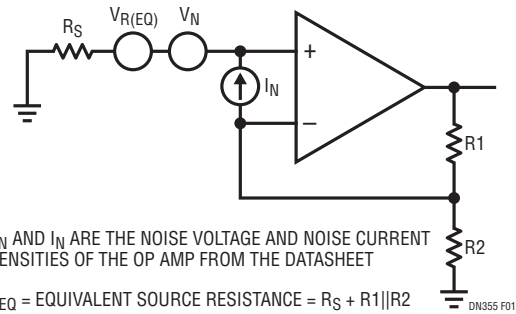 RS
VR(EQ)
VN
+
IN
–
R1
R2
N AND IN ARE THE NOISE VOLTAGE AND NOISE CURRENT
ENSITIES OF THE OP AMP FROM THE DATASHEET
EQ = EQUIVALENT SOURCE RESISTANCE = RS + R1||R2
DN355 F01